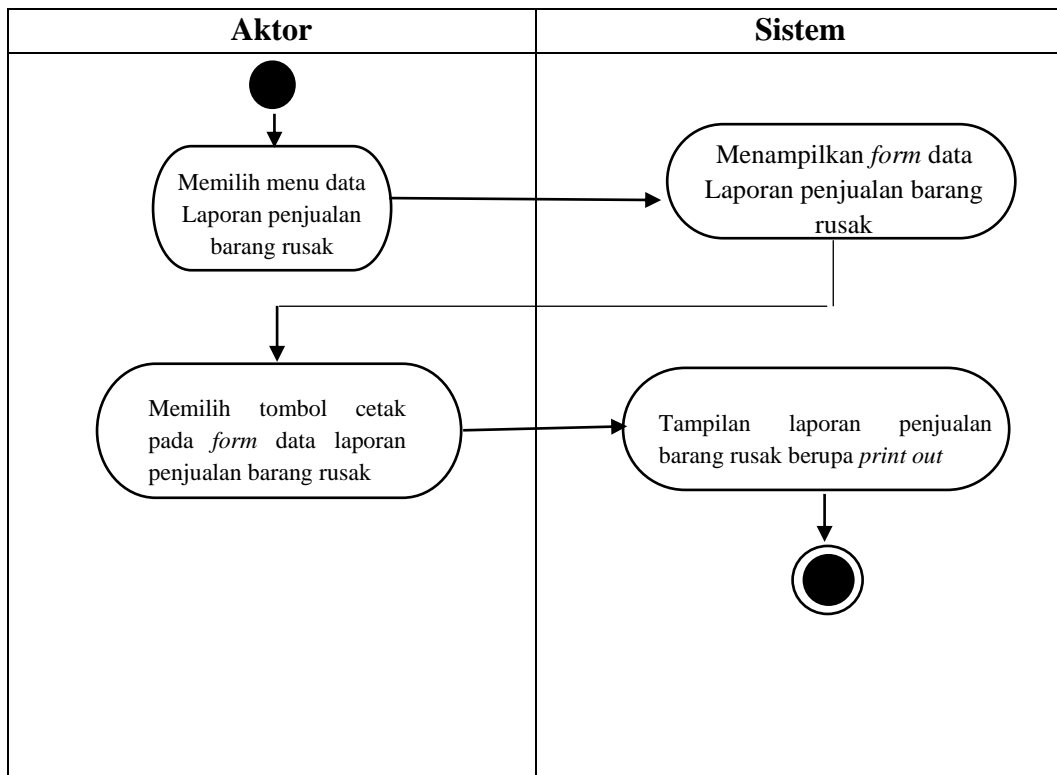 Aktor
Sistem
Memilih menu data
Laporan penjualan
barang rusak
Menampilkan form data
Laporan penjualan barang
rusak
Memilih tombol cetak
pada form data laporan
penjualan barang rusak
Tampilan laporan penjualan
barang rusak berupa print out